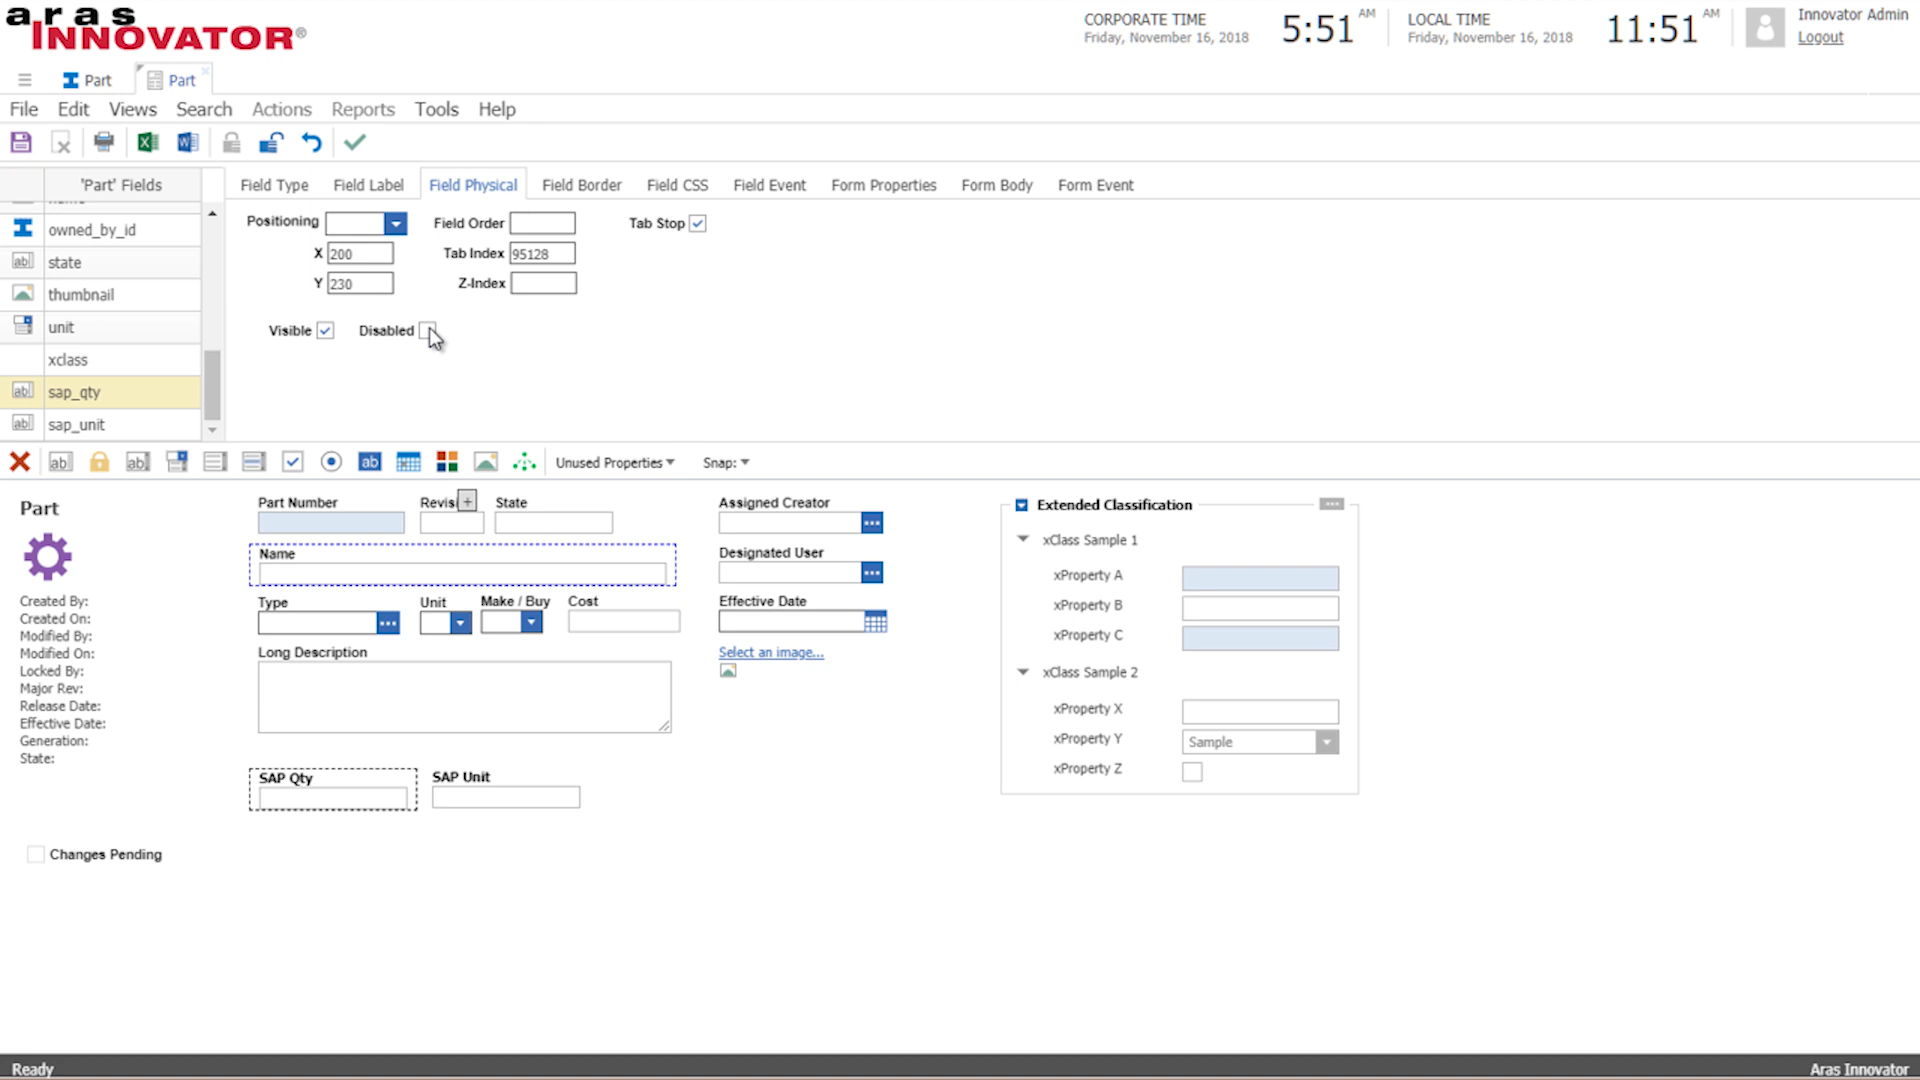 aras
INNOVATOR®
CORPORATE TIME
Friday, November 16, 2018
5:51 AM
LOCAL TIME
Friday, November 16, 2018
11:51 AM
Innovator Admin
Logout
Part
Part
File Edit Views Search Actions Reports Tools Help
'Part' Fields
Field Type Field Label Field Physical Field Border Field CSS Field Event Form Properties Form Body Form Event
owned_by_id
state
thumbnail
unit
xclass
sap_qty
sap_unit
Positioning Field Order Tab Stop
X 200 Tab Index 95128
Y 230 Z-Index
Visible Disabled
Unused Properties Snap:
Part
Created By:
Created On:
Modified By:
Modified On:
Locked By:
Major Rev:
Release Date:
Effective Date:
Generation:
State:
Part Number State
Name
Type Unit Make / Buy Cost
Long Description
SAP Qty SAP Unit
Changes Pending
Assigned Creator
Designated User
Effective Date
Select an image...
Extended Classification
xClass Sample 1
xProperty A
xProperty B
xProperty C
xClass Sample 2
xProperty X
xProperty Y Sample
xProperty Z
Ready Aras Innovator